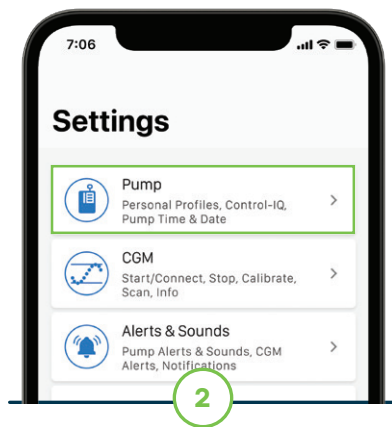 7:06
Settings
Pump
Personal Profiles, Control-IQ,
Pump Time & Date
CGM
Start/Connect, Stop, Calibrate,
Scan, Info
Alerts & Sounds
Pump Alerts & Sounds, CGM
Alerts, Notifications
2